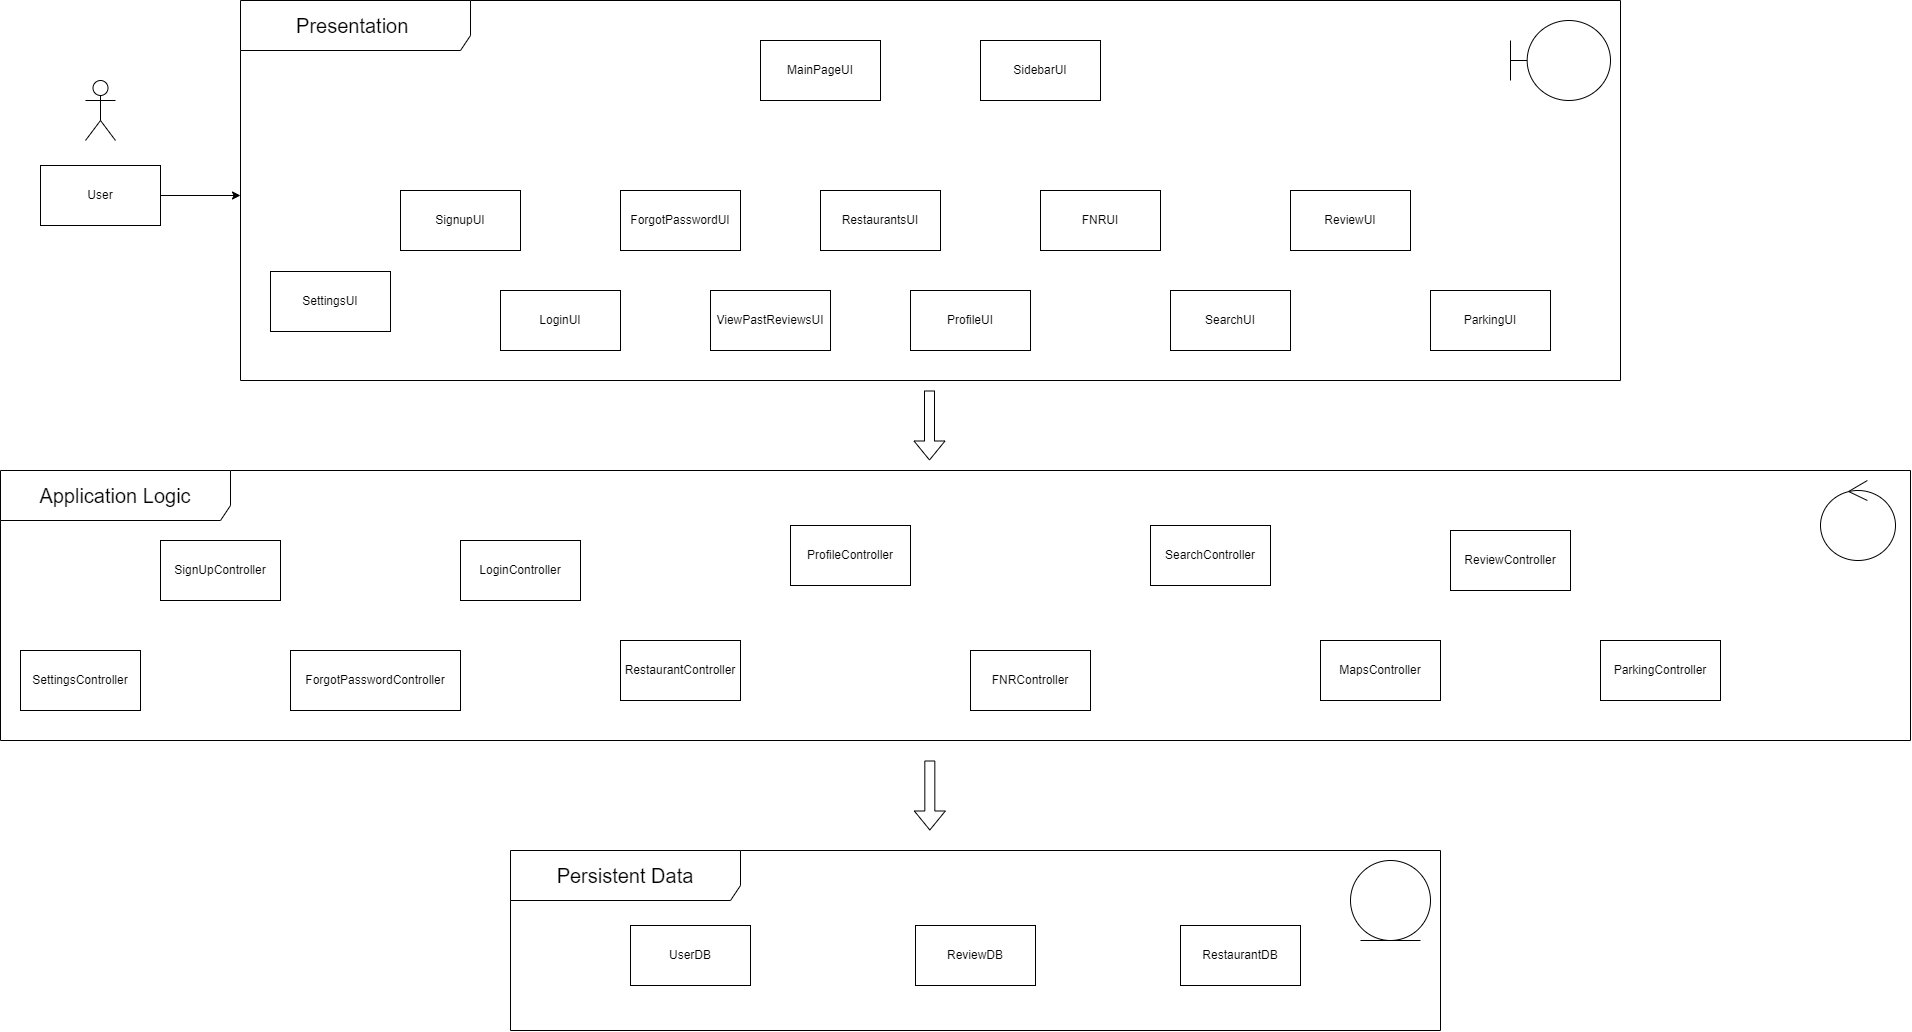 Presentation
MainPageUI
SidebarUI
User
SignupUI
ForgotPasswordUI
RestaurantsUI
FNRUI
ReviewUI
SettingsUI
LoginUI
ViewPastReviewsUI
ProfileUI
SearchUI
ParkingUI
Application Logic
SignUpController
LoginController
ProfileController
SearchController
ReviewController
SettingsController
ForgotPasswordController
RestaurantController
FNRController
MapsController
ParkingController
Persistent Data
UserDB
ReviewDB
RestaurantDB